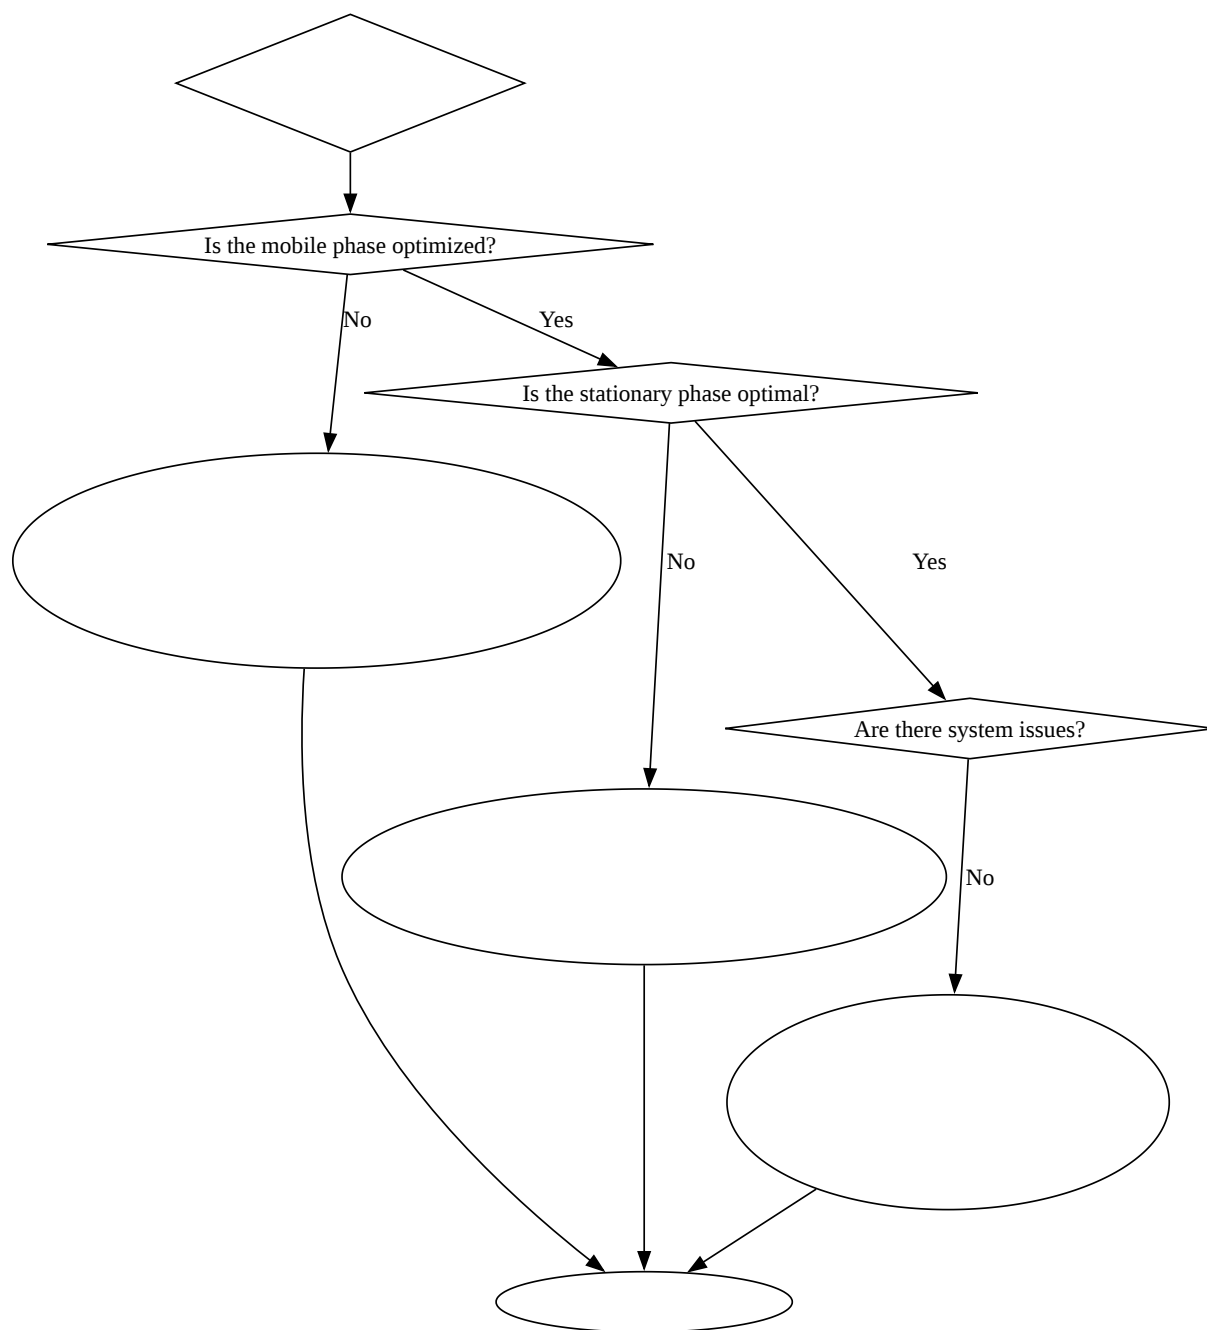 Is the mobile phase optimized?
No
Yes
Is the stationary phase optimal?
No
Yes
Are there system issues?
No